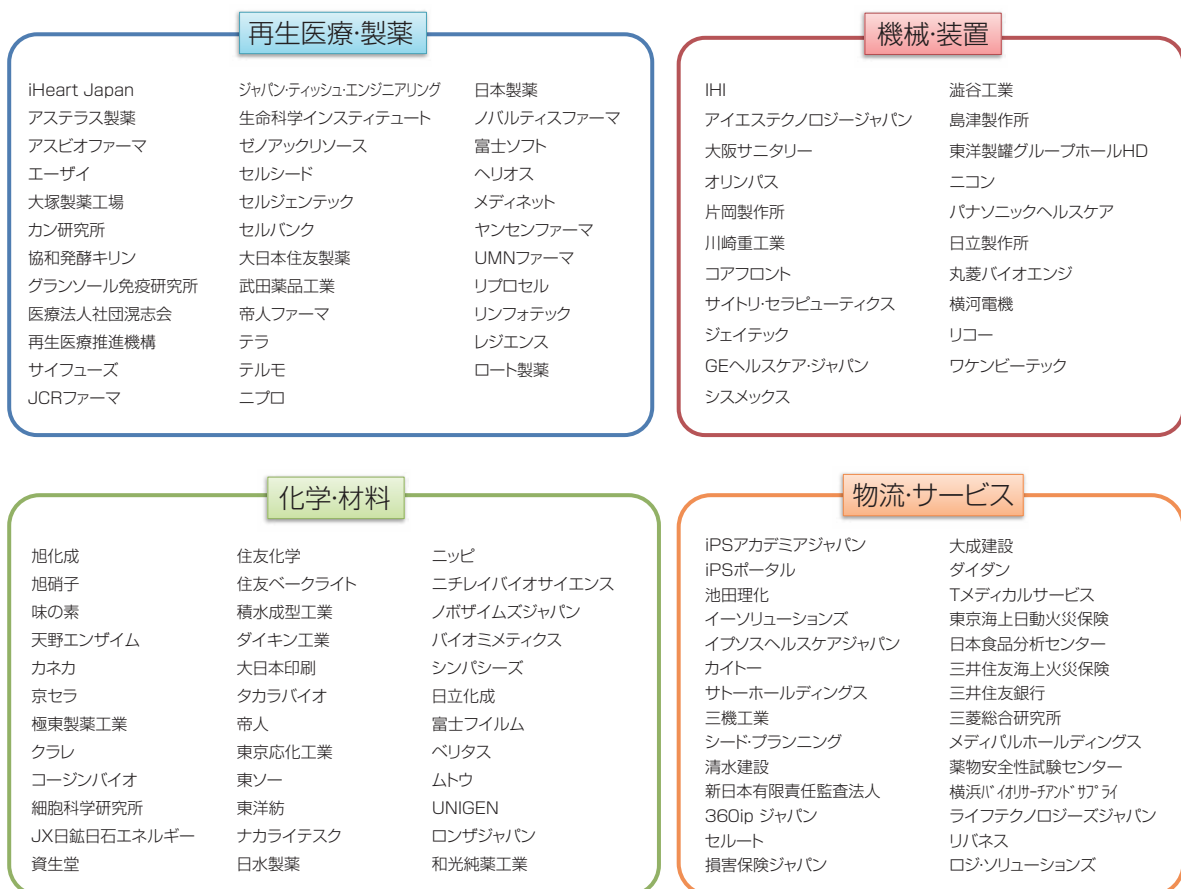 再生医療･製薬
iHeart Japan
アステラス製薬
アスビオファーマ
エーザイ
大塚製薬工場
カン研究所
協和発酵キリン
グランソール免疫研究所
医療法人社団滉志会
再生医療推進機構
サイフューズ
JCRファーマ
ジャパン･ティッシュ･エンジニアリング
生命科学インスティテュート
ゼノアックリソース
セルシード
セルジェンテック
セルバンク
大日本住友製薬
武田薬品工業
帝人ファーマ
テラ
テルモ
ニプロ
日本製薬
ノバルティスファーマ
富士ソフト
ヘリオス
メディネット
ヤンセンファーマ
UMNファーマ
リプロセル
リンフォテック
レジエンス
ロート製薬
機械･装置
IHI
アイエステクノロジージャパン
大阪サニタリー
オリンパス
片岡製作所
川崎重工業
コアフロント
サイトリ･セラピューティクス
ジェイテック
GEヘルスケア･ジャパン
シスメックス
澁谷工業
島津製作所
東洋製罐グループホールHD
ニコン
パナソニックヘルスケア
日立製作所
丸菱バイオエンジ
横河電機
リコー
ワケンビーテック
化学･材料
旭化成
旭硝子
味の素
天野エンザイム
カネカ
京セラ
極東製薬工業
クラレ
コージンバイオ
細胞科学研究所
JX日鉱日石エネルギー
資生堂
住友化学
住友ベークライト
積水成型工業
ダイキン工業
大日本印刷
タカラバイオ
帝人
東京応化工業
東ソー
東洋紡
ナカライテスク
日水製薬
ニッピ
ニチレイバイオサイエンス
ノボザイムズジャパン
バイオミメティクス
シンパシーズ
日立化成
富士フイルム
ベリタス
ムトウ
UNIGEN
ロンザジャパン
和光純薬工業
物流･サービス
iPSアカデミアジャパン
iPSポータル
池田理化
イーソリューションズ
イプソスヘルスケアジャパン
カイトー
サトーホールディングス
三機工業
シード･プランニング
清水建設
新日本有限責任監査法人
360ip ジャパン
セルート
損害保険ジャパン
大成建設
ダイダン
Tメディカルサービス
東京海上日動火災保険
日本食品分析センター
三井住友海上火災保険
三井住友銀行
三菱総合研究所
メディパルホールディングス
薬物安全性試験センター
横浜ﾊﾞｲｵﾘｻｰﾁｱﾝﾄﾞｻﾌﾟﾗｲ
ライフテクノロジーズジャパン
リバネス
ロジ･ソリューションズ